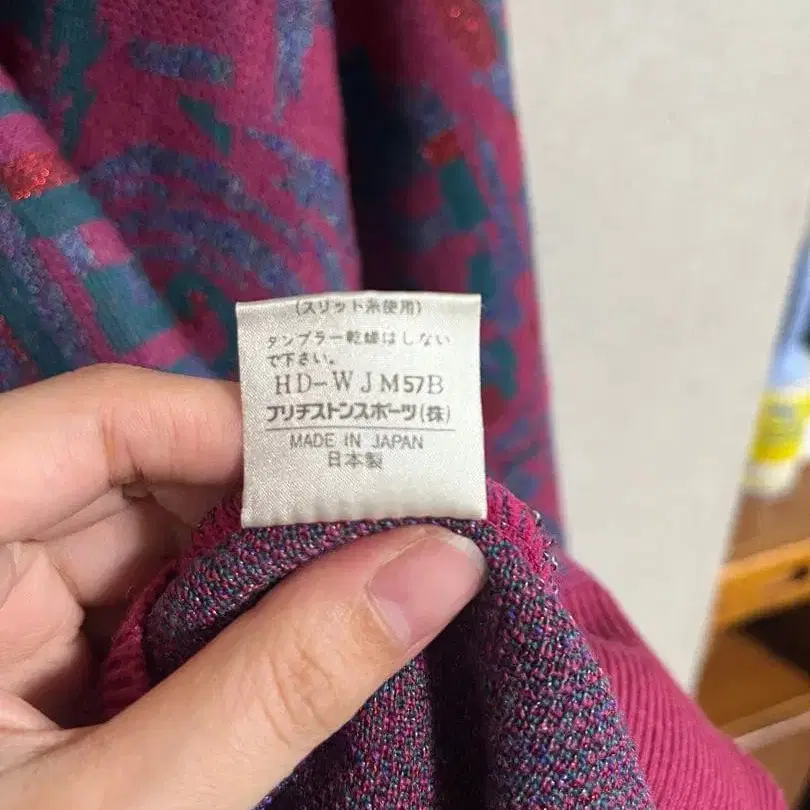 (スリット糸使用)
タンブラー乾燥はしない
で下さい。
HD-WJM57B
ブリヂストンスポーツ(株)
MADE IN JAPAN
日本製